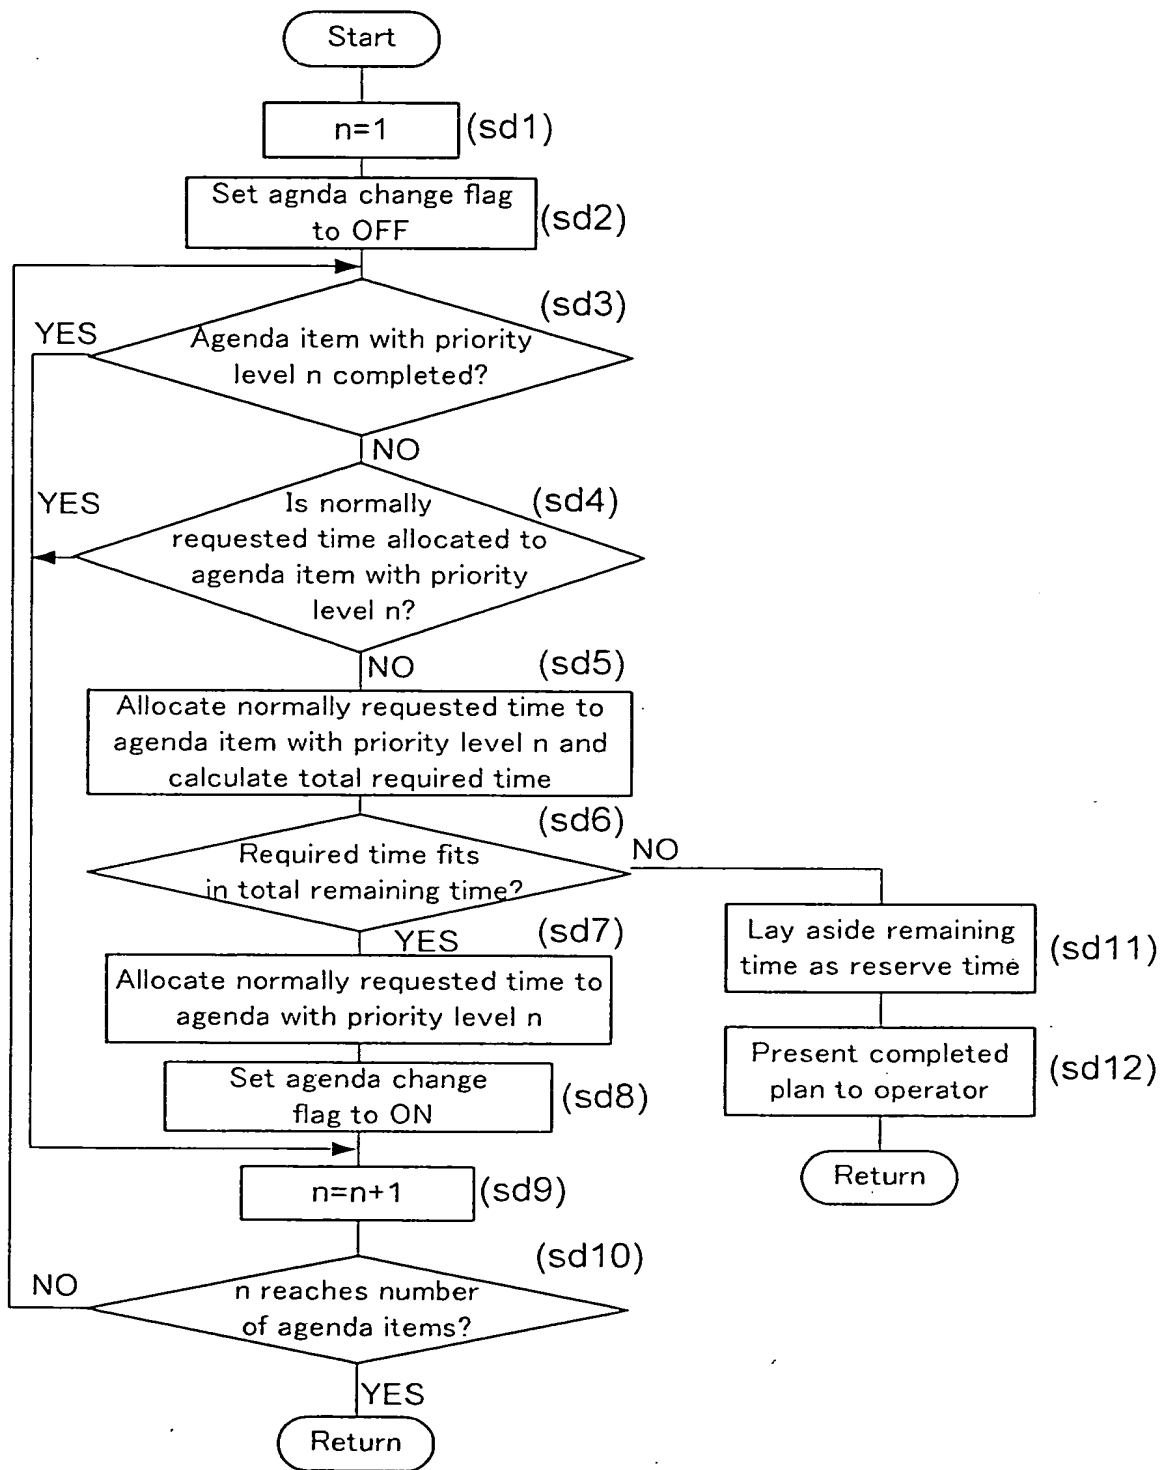 Start
n=1
(sd1)
Set agnda change flag
to OFF
(sd2)
(sd3)
YES
Agenda item with priority
level n completed?
NO
YES
(sd4)
Is normally
requested time allocated to
agenda item with priority
level n?
NO
(sd5)
Allocate normally requested time to
agenda item with priority level n and
calculate total required time
(sd6)
Required time fits
in total remaining time?
NO
YES
(sd7)
Allocate normally requested time to
agenda with priority level n
Lay aside remaining
time as reserve time
(sd11)
Set agenda change
flag to ON
(sd8)
Present completed
plan to operator
(sd12)
Return
n=n+1
(sd9)
(sd10)
NO
n reaches number
of agenda items?
YES
Return